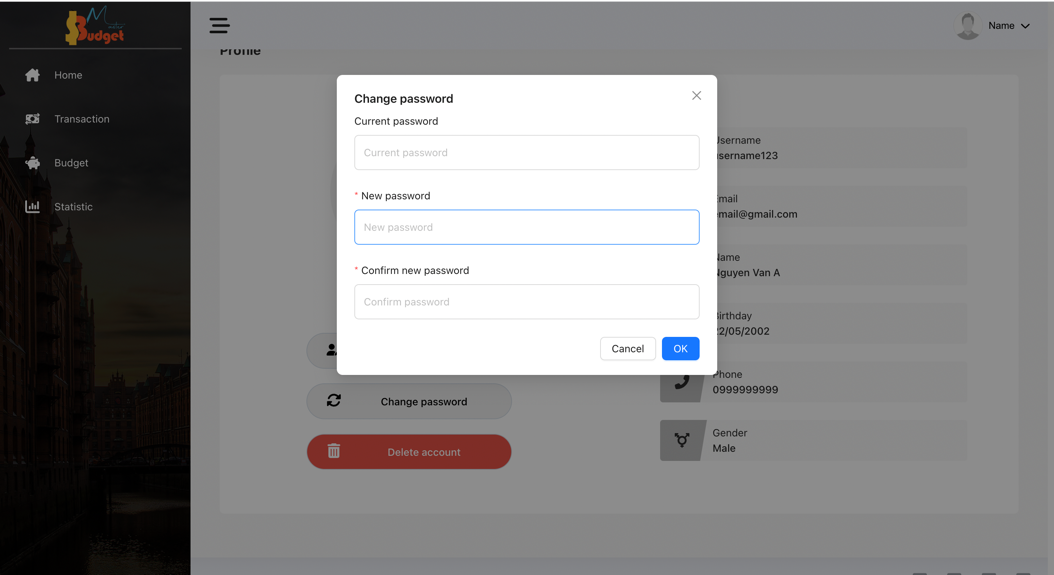 Budget
Home
Transaction
Budget
Statistic
Name
Profile
Change password
Current password
Current password
* New password
New password
* Confirm new password
Confirm password
Cancel
OK
Change password
Delete account
Username
username123
Email
email@gmail.com
Name
Nguyen Van A
Birthday
22/05/2002
Phone
0999999999
Gender
Male